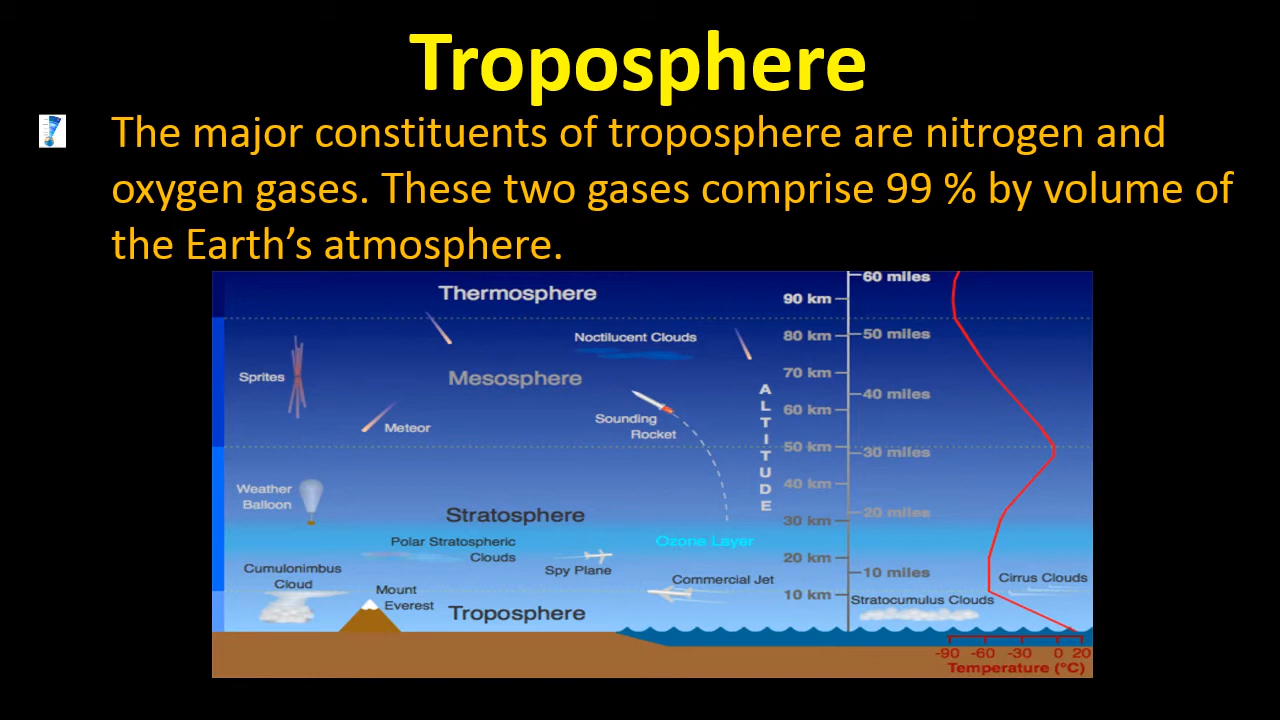 Troposphere
The major constituents of troposphere are nitrogen and
oxygen gases. These two gases comprise 99 % by volume of
the Earth’s atmosphere.
60 miles
Thermosphere
90 km
Noctilucent Clouds
80 km
50 miles
Sprites
Mesosphere
70 km
40 miles
ALTITUDE
60 km
Sounding
Rocket
Meteor
50 km
30 miles
Weather
Balloon
40 km
Stratosphere
30 km
20 miles
Polar Stratospheric
Clouds
Ozone Layer
20 km
Spy Plane
10 miles
Cumulonimbus
Cloud
Mount
Everest
Commercial Jet
Cirrus Clouds
10 km
Stratocumulus Clouds
Troposphere
-90 -60 -30 0 20
Temperature (°C)